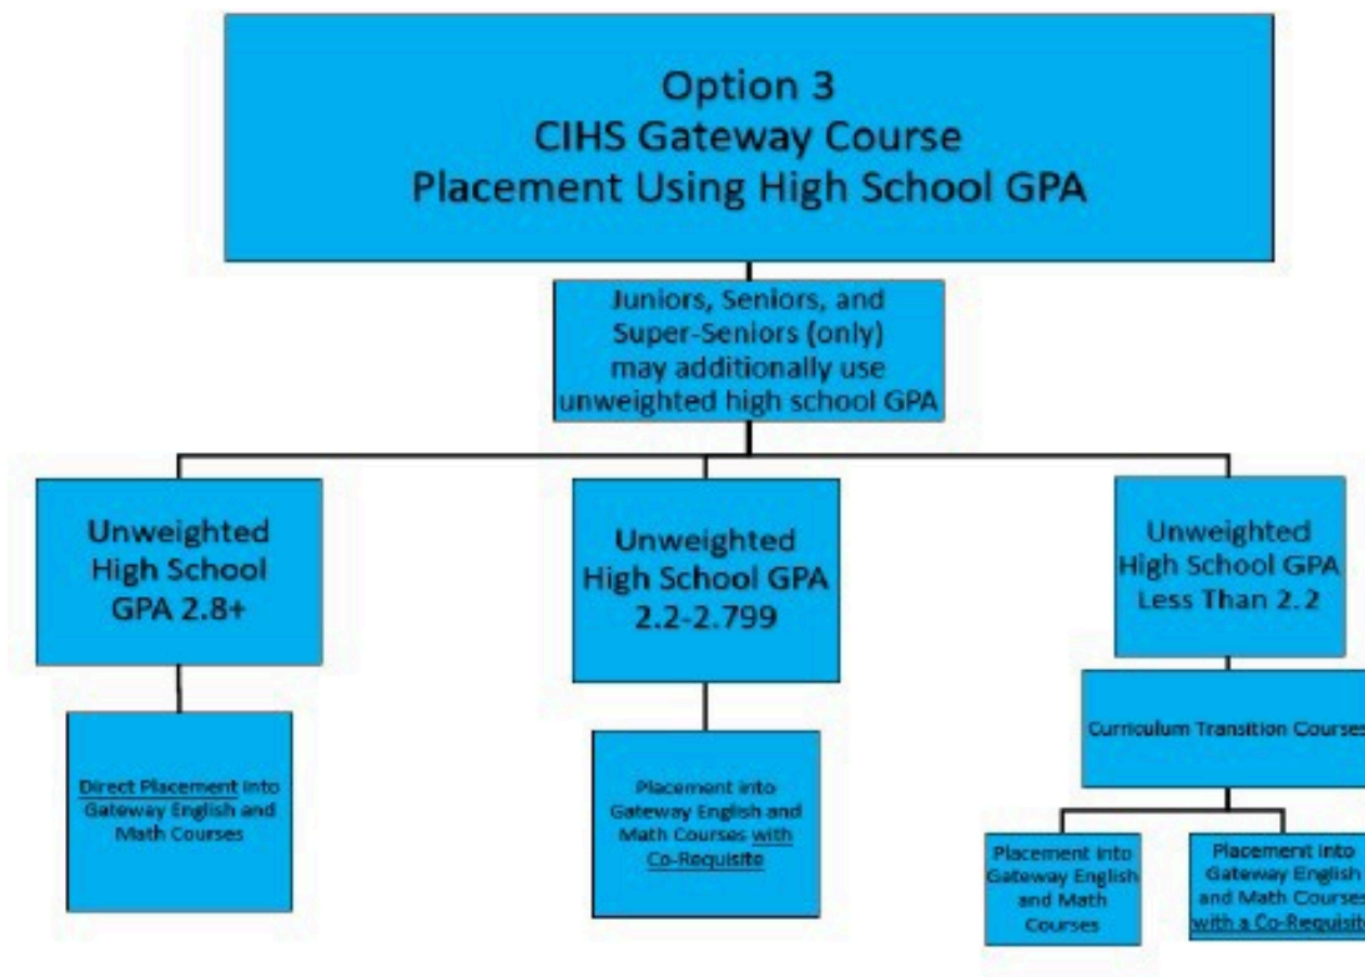 Option 3
CIHS Gateway Course
Placement Using High School GPA
Juniors, Seniors, and
Super-Seniors (only)
may additionally use
unweighted high school GPA
Unweighted
High School
GPA 2.8+
Unweighted
High School GPA
2.2-2.799
Unweighted
High School GPA
Less Than 2.2
Direct Placement into
Gateway English and
Math Courses
Placement into
Gateway English and
Math Courses with
Co-Requisite
Curriculum Transition Courses
Placement into
Gateway English
and Math
Courses
Placement into
Gateway English
and Math Courses
with a Co-Requisite